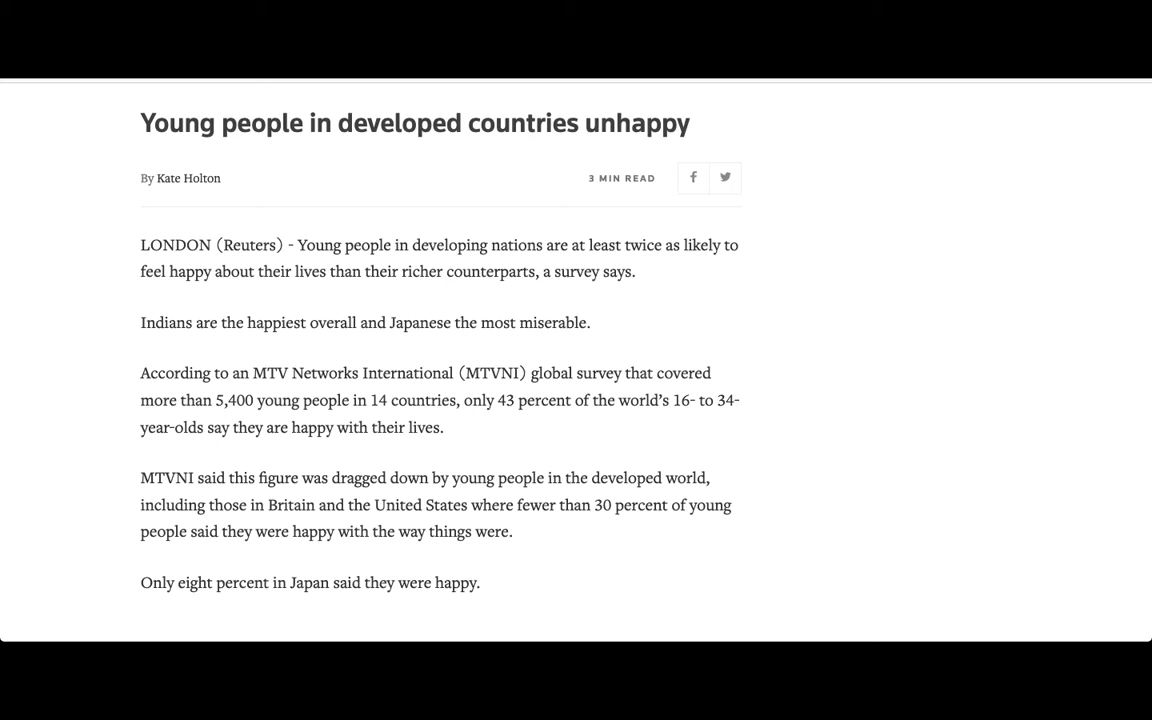 Young people in developed countries unhappy
By Kate Holton
3 MIN READ
LONDON (Reuters) - Young people in developing nations are at least twice as likely to
feel happy about their lives than their richer counterparts, a survey says.
Indians are the happiest overall and Japanese the most miserable.
According to an MTV Networks International (MTVNI) global survey that covered
more than 5,400 young people in 14 countries, only 43 percent of the world’s 16- to 34-
year-olds say they are happy with their lives.
MTVNI said this figure was dragged down by young people in the developed world,
including those in Britain and the United States where fewer than 30 percent of young
people said they were happy with the way things were.
Only eight percent in Japan said they were happy.